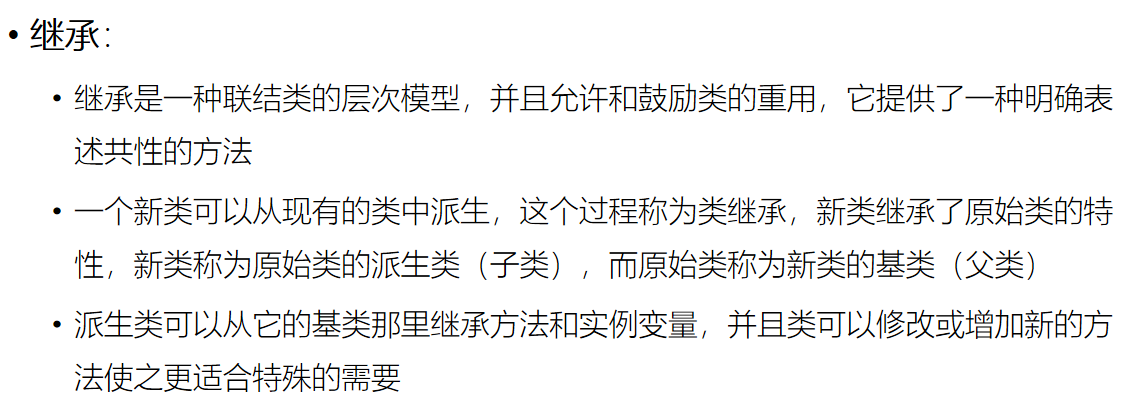 • 继承：
• 继承是一种联结类的层次模型，并且允许和鼓励类的重用，它提供了一种明确表
述共性的方法
• 一个新类可以从现有的类中派生，这个过程称为类继承，新类继承了原始类的特
性，新类称为原始类的派生类（子类），而原始类称为新类的基类（父类）
• 派生类可以从它的基类那里继承方法和实例变量，并且类可以修改或增加新的方
法使之更适合特殊的需要